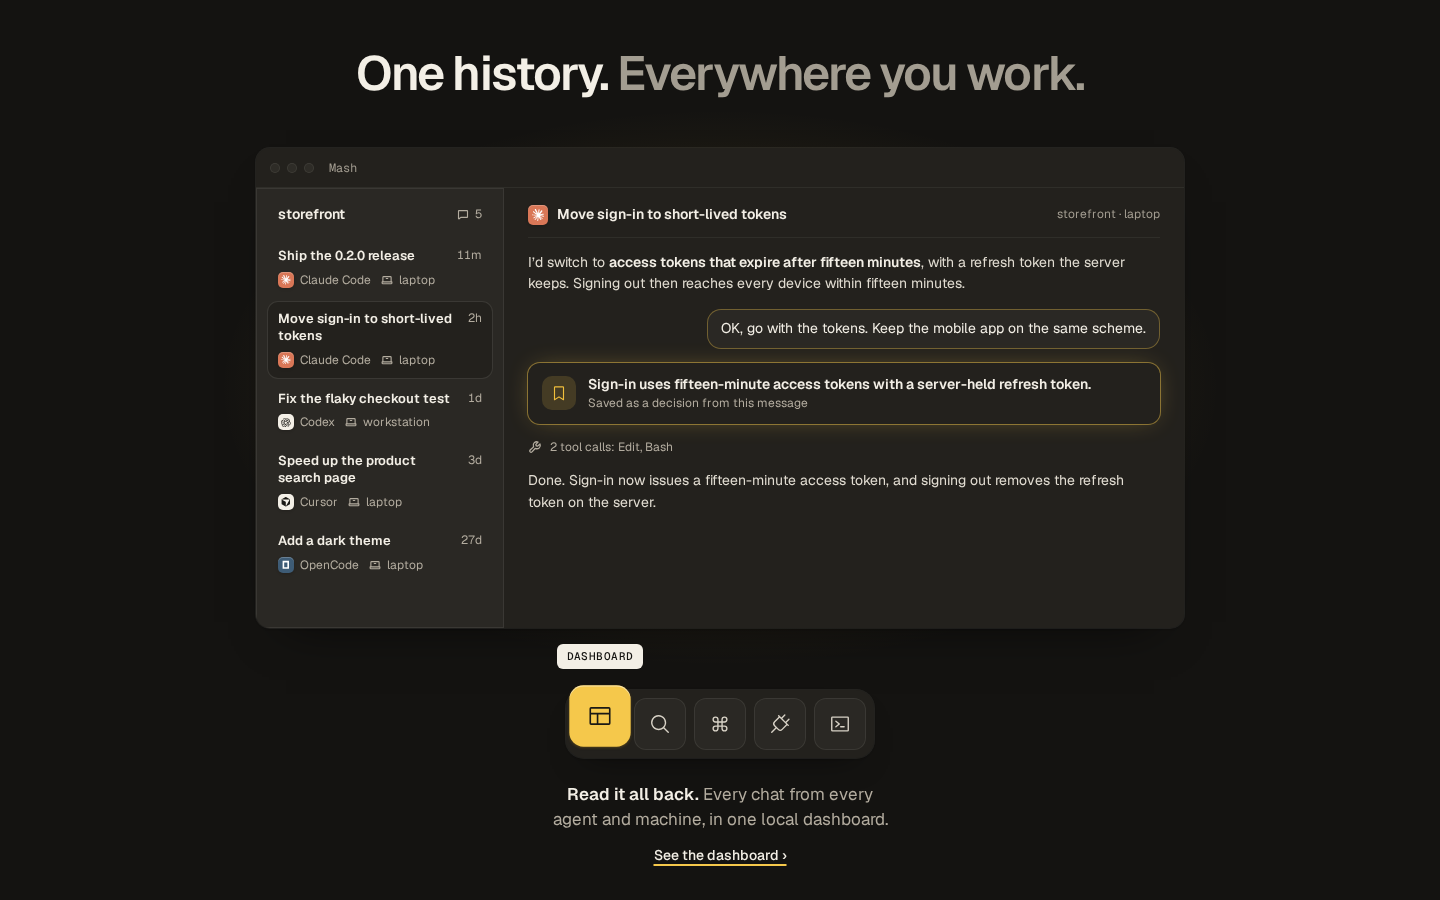 One history. Everywhere you work.
Mash
storefront 5
Ship the 0.2.0 release 11m
Claude Code laptop
Move sign-in to short-lived 2h
tokens
Claude Code laptop
Fix the flaky checkout test 1d
Codex workstation
Speed up the product 3d
search page
Cursor laptop
Add a dark theme 27d
OpenCode laptop
Move sign-in to short-lived tokens storefront · laptop
I'd switch to access tokens that expire after fifteen minutes, with a refresh token the server
keeps. Signing out then reaches every device within fifteen minutes.
OK, go with the tokens. Keep the mobile app on the same scheme.
Sign-in uses fifteen-minute access tokens with a server-held refresh token.
Saved as a decision from this message
2 tool calls: Edit, Bash
Done. Sign-in now issues a fifteen-minute access token, and signing out removes the refresh
token on the server.
DASHBOARD
Read it all back. Every chat from every
agent and machine, in one local dashboard.
See the dashboard ›